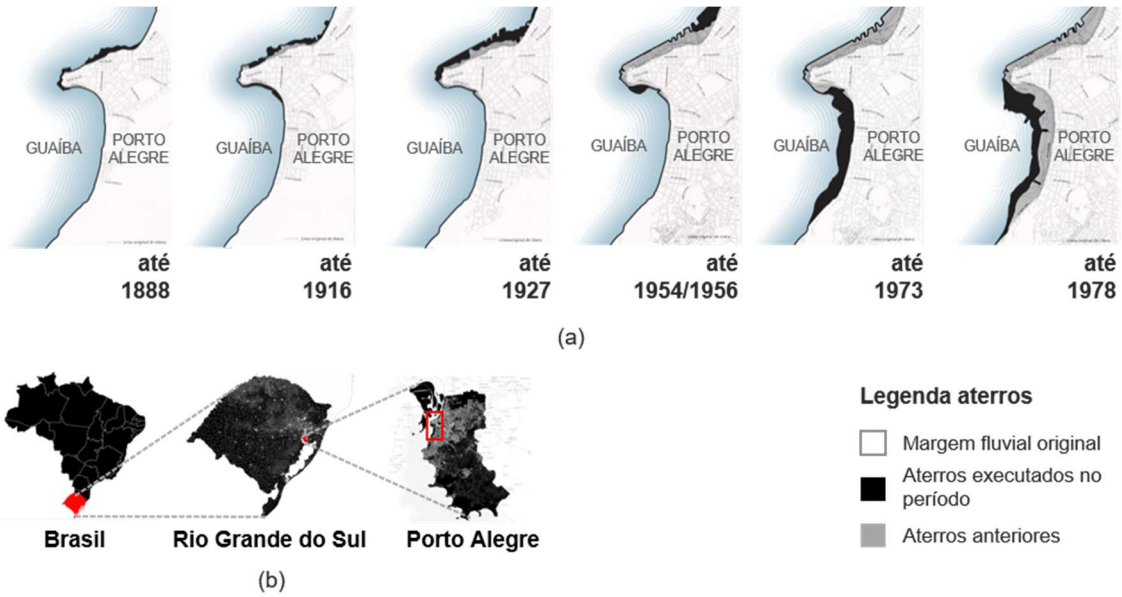 GUAÍBA
PORTO
ALEGRE
até
1888
GUAÍBA
PORTO
ALEGRE
até
1916
GUAÍBA
PORTO
ALEGRE
até
1927
GUAÍBA
PORTO
ALEGRE
até
1954/1956
GUAÍBA
PORTO
ALEGRE
até
1973
GUAÍBA
PORTO
ALEGRE
até
1978
(a)
Brasil
Rio Grande do Sul
Porto Alegre
(b)
Legenda aterros
Margem fluvial original
Aterros executados no
período
Aterros anteriores